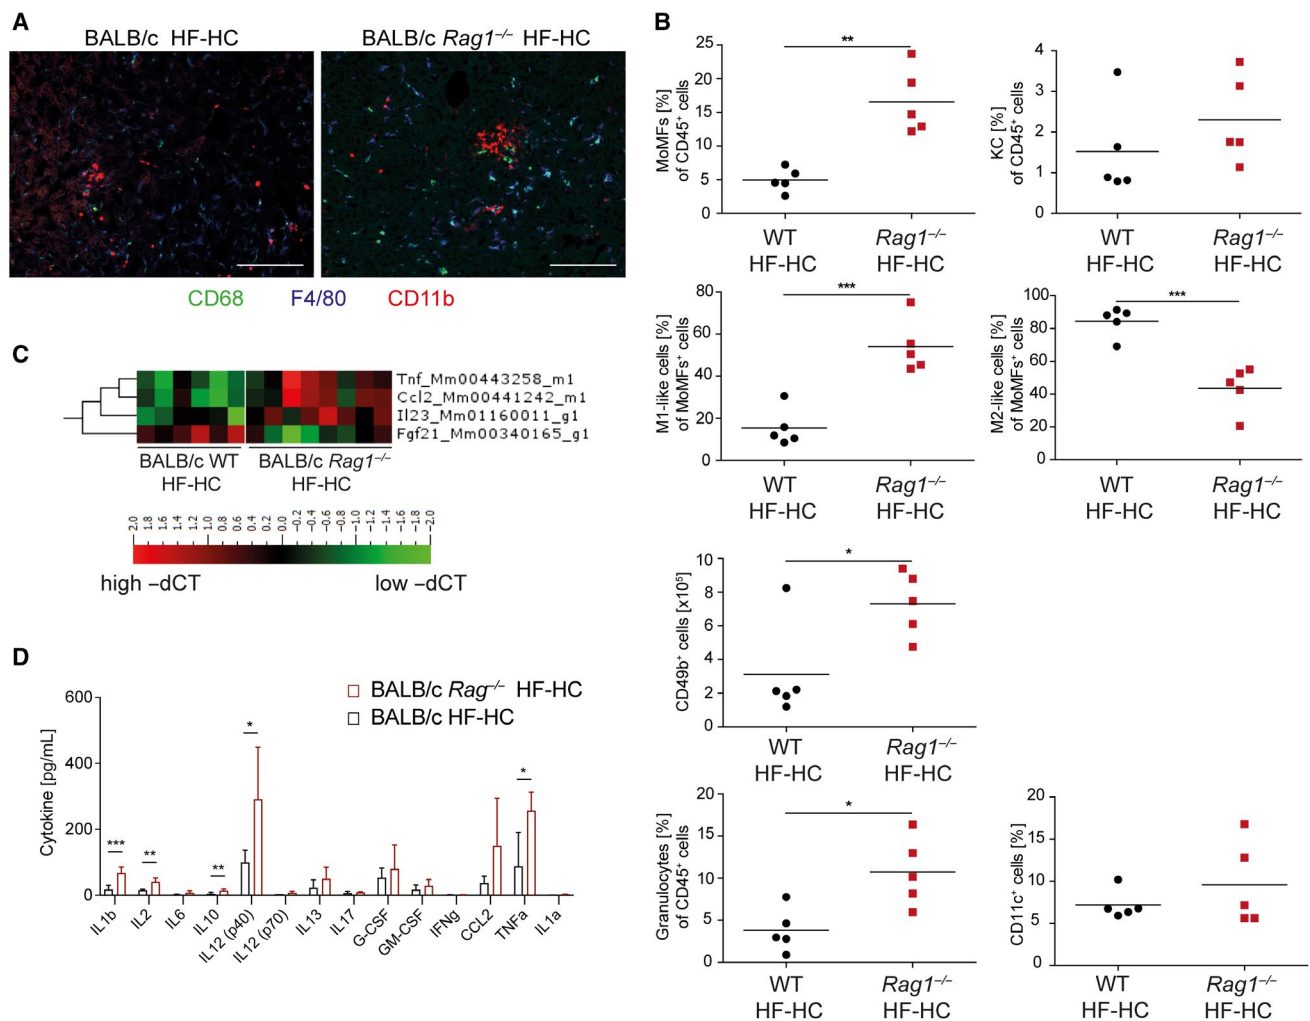 A
BALB/c HF-HC
BALB/c Rag1–/– HF-HC
CD68 F4/80 CD11b
B
25
20
15
10
5
0
MoMFs [%]
of CD45+ cells
**
WT
HF-HC
Rag1–/–
HF-HC
4
3
2
1
0
KC [%]
of CD45+ cells
WT
HF-HC
Rag1–/–
HF-HC
80
60
40
20
0
M1-like cells [%]
of MoMFs+ cells
***
WT
HF-HC
Rag1–/–
HF-HC
100
80
60
40
20
0
M2-like cells [%]
of MoMFs+ cells
***
WT
HF-HC
Rag1–/–
HF-HC
10
8
6
4
2
0
CD49b+ cells [x10⁵]
*
WT
HF-HC
Rag1–/–
HF-HC
20
15
10
5
0
Granulocytes [%]
of CD45+ cells
*
WT
HF-HC
Rag1–/–
HF-HC
20
15
10
5
0
CD11c+ cells [%]
WT
HF-HC
Rag1–/–
HF-HC
C
Tnf_Mm00443258_m1
Ccl2_Mm00441242_m1
Il23_Mm01160011_g1
Fgf21_Mm00340165_g1
BALB/c WT
HF-HC
BALB/c Rag1–/–
HF-HC
2.0 1.8 1.6 1.4 1.2 1.0 0.8 0.6 0.4 0.2 0.0 −0.2 −0.4 −0.6 −0.8 −1.0 −1.2 −1.4 −1.6 −1.8 −2.0
high –dCT
low –dCT
D
600
400
200
0
Cytokine [pg/mL]
BALB/c Rag–/– HF-HC
BALB/c HF-HC
*** ** ** * *
IL1b IL2 IL6 IL10 IL12 (p40) IL12 (p70) IL13 IL17 G-CSF GM-CSF IFNg CCL2 TNFa IL1a